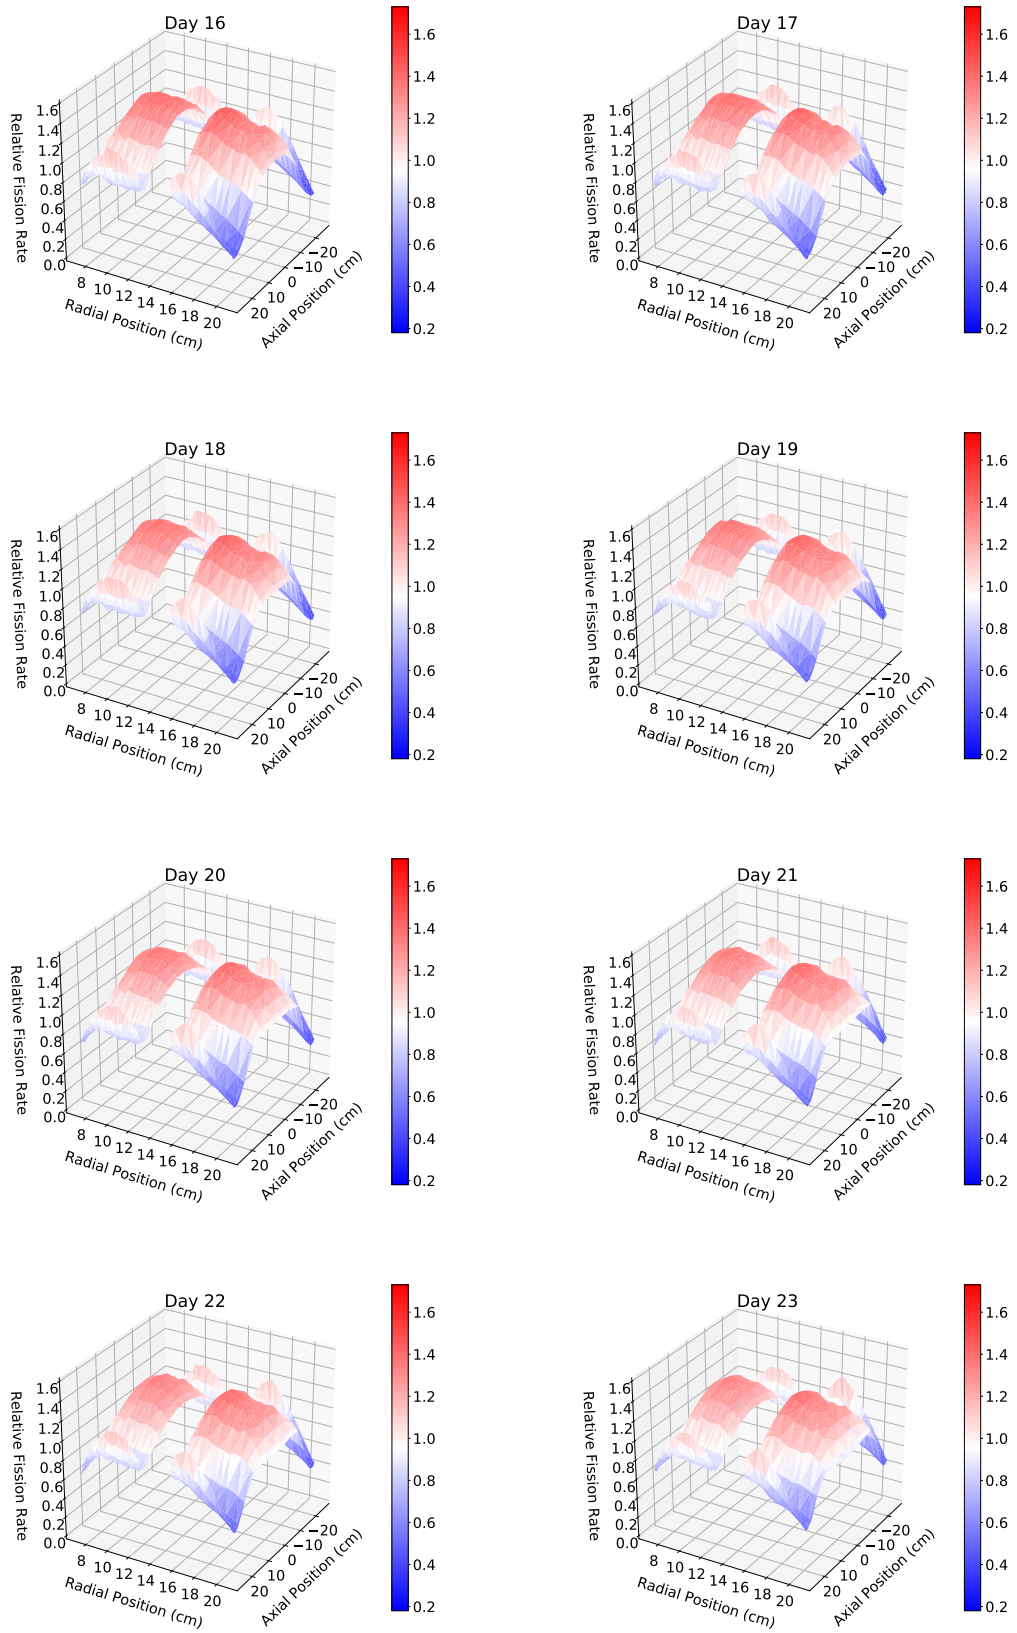 Day 16
1.6
1.4
1.2
1.0
0.8
0.6
0.4
0.2
0.0
Relative Fission Rate
8 10 12 14 16 18 20
Radial Position (cm)
20 10 0 −10 −20
Axial Position (cm)
1.6
1.4
1.2
1.0
0.8
0.6
0.4
0.2
Day 17
1.6
1.4
1.2
1.0
0.8
0.6
0.4
0.2
0.0
Relative Fission Rate
8 10 12 14 16 18 20
Radial Position (cm)
20 10 0 −10 −20
Axial Position (cm)
1.6
1.4
1.2
1.0
0.8
0.6
0.4
0.2
Day 18
1.6
1.4
1.2
1.0
0.8
0.6
0.4
0.2
0.0
Relative Fission Rate
8 10 12 14 16 18 20
Radial Position (cm)
20 10 0 −10 −20
Axial Position (cm)
1.6
1.4
1.2
1.0
0.8
0.6
0.4
0.2
Day 19
1.6
1.4
1.2
1.0
0.8
0.6
0.4
0.2
0.0
Relative Fission Rate
8 10 12 14 16 18 20
Radial Position (cm)
20 10 0 −10 −20
Axial Position (cm)
1.6
1.4
1.2
1.0
0.8
0.6
0.4
0.2
Day 20
1.6
1.4
1.2
1.0
0.8
0.6
0.4
0.2
0.0
Relative Fission Rate
8 10 12 14 16 18 20
Radial Position (cm)
20 10 0 −10 −20
Axial Position (cm)
1.6
1.4
1.2
1.0
0.8
0.6
0.4
0.2
Day 21
1.6
1.4
1.2
1.0
0.8
0.6
0.4
0.2
0.0
Relative Fission Rate
8 10 12 14 16 18 20
Radial Position (cm)
20 10 0 −10 −20
Axial Position (cm)
1.6
1.4
1.2
1.0
0.8
0.6
0.4
0.2
Day 22
1.6
1.4
1.2
1.0
0.8
0.6
0.4
0.2
0.0
Relative Fission Rate
8 10 12 14 16 18 20
Radial Position (cm)
20 10 0 −10 −20
Axial Position (cm)
1.6
1.4
1.2
1.0
0.8
0.6
0.4
0.2
Day 23
1.6
1.4
1.2
1.0
0.8
0.6
0.4
0.2
0.0
Relative Fission Rate
8 10 12 14 16 18 20
Radial Position (cm)
20 10 0 −10 −20
Axial Position (cm)
1.6
1.4
1.2
1.0
0.8
0.6
0.4
0.2